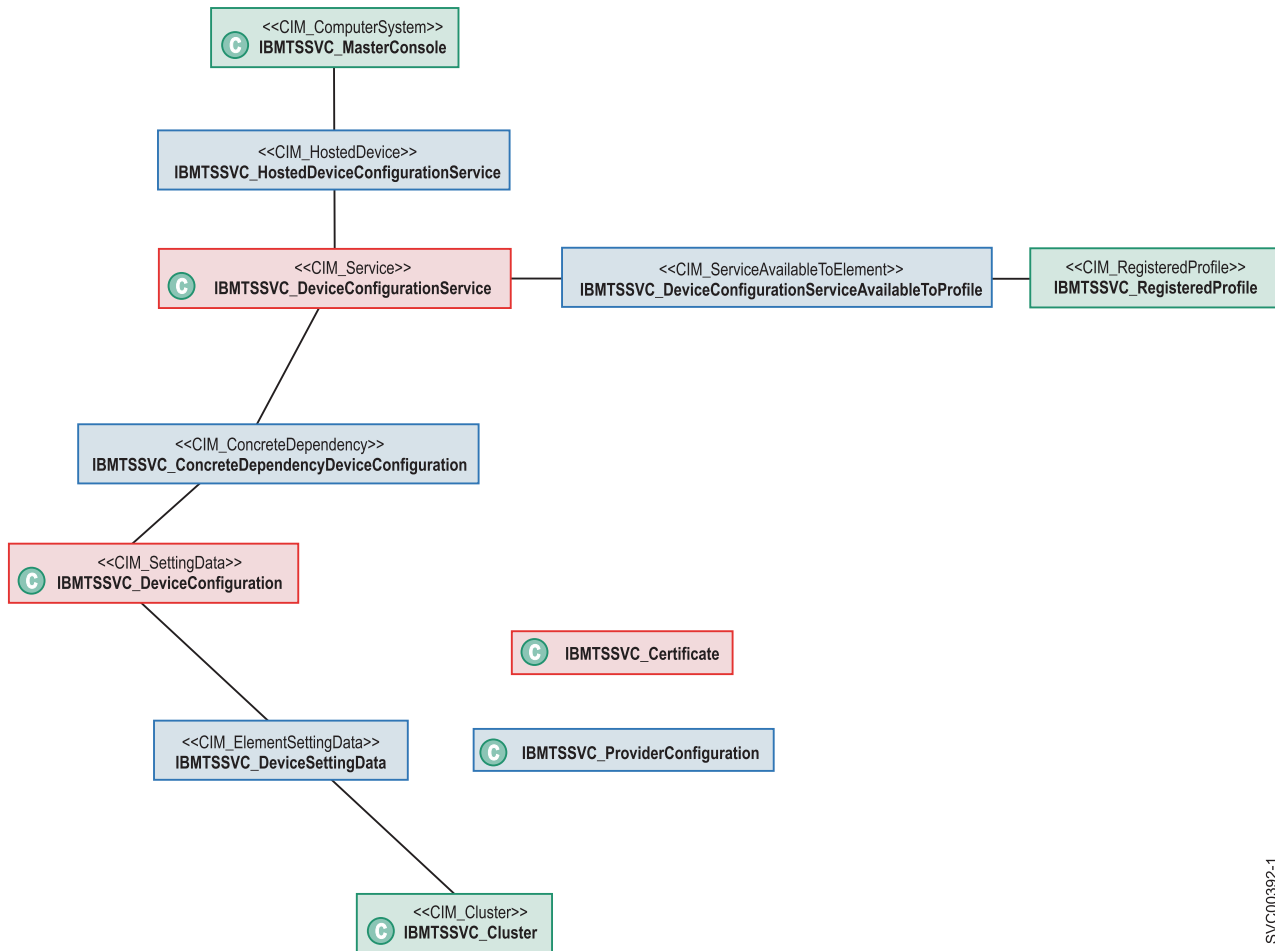 <<CIM_ComputerSystem>>
C
IBMTSSVC_MasterConsole
<<CIM_HostedDevice>>
IBMTSSVC_HostedDeviceConfigurationService
<<CIM_Service>>
C
IBMTSSVC_DeviceConfigurationService
<<CIM_ServiceAvailableToElement>>
IBMTSSVC_DeviceConfigurationServiceAvailableToProfile
<<CIM_RegisteredProfile>>
IBMTSSVC_RegisteredProfile
<<CIM_ConcreteDependency>>
IBMTSSVC_ConcreteDependencyDeviceConfiguration
<<CIM_SettingData>>
C
IBMTSSVC_DeviceConfiguration
C
IBMTSSVC_Certificate
<<CIM_ElementSettingData>>
IBMTSSVC_DeviceSettingData
C
IBMTSSVC_ProviderConfiguration
<<CIM_Cluster>>
C
IBMTSSVC_Cluster
SVC00392-1